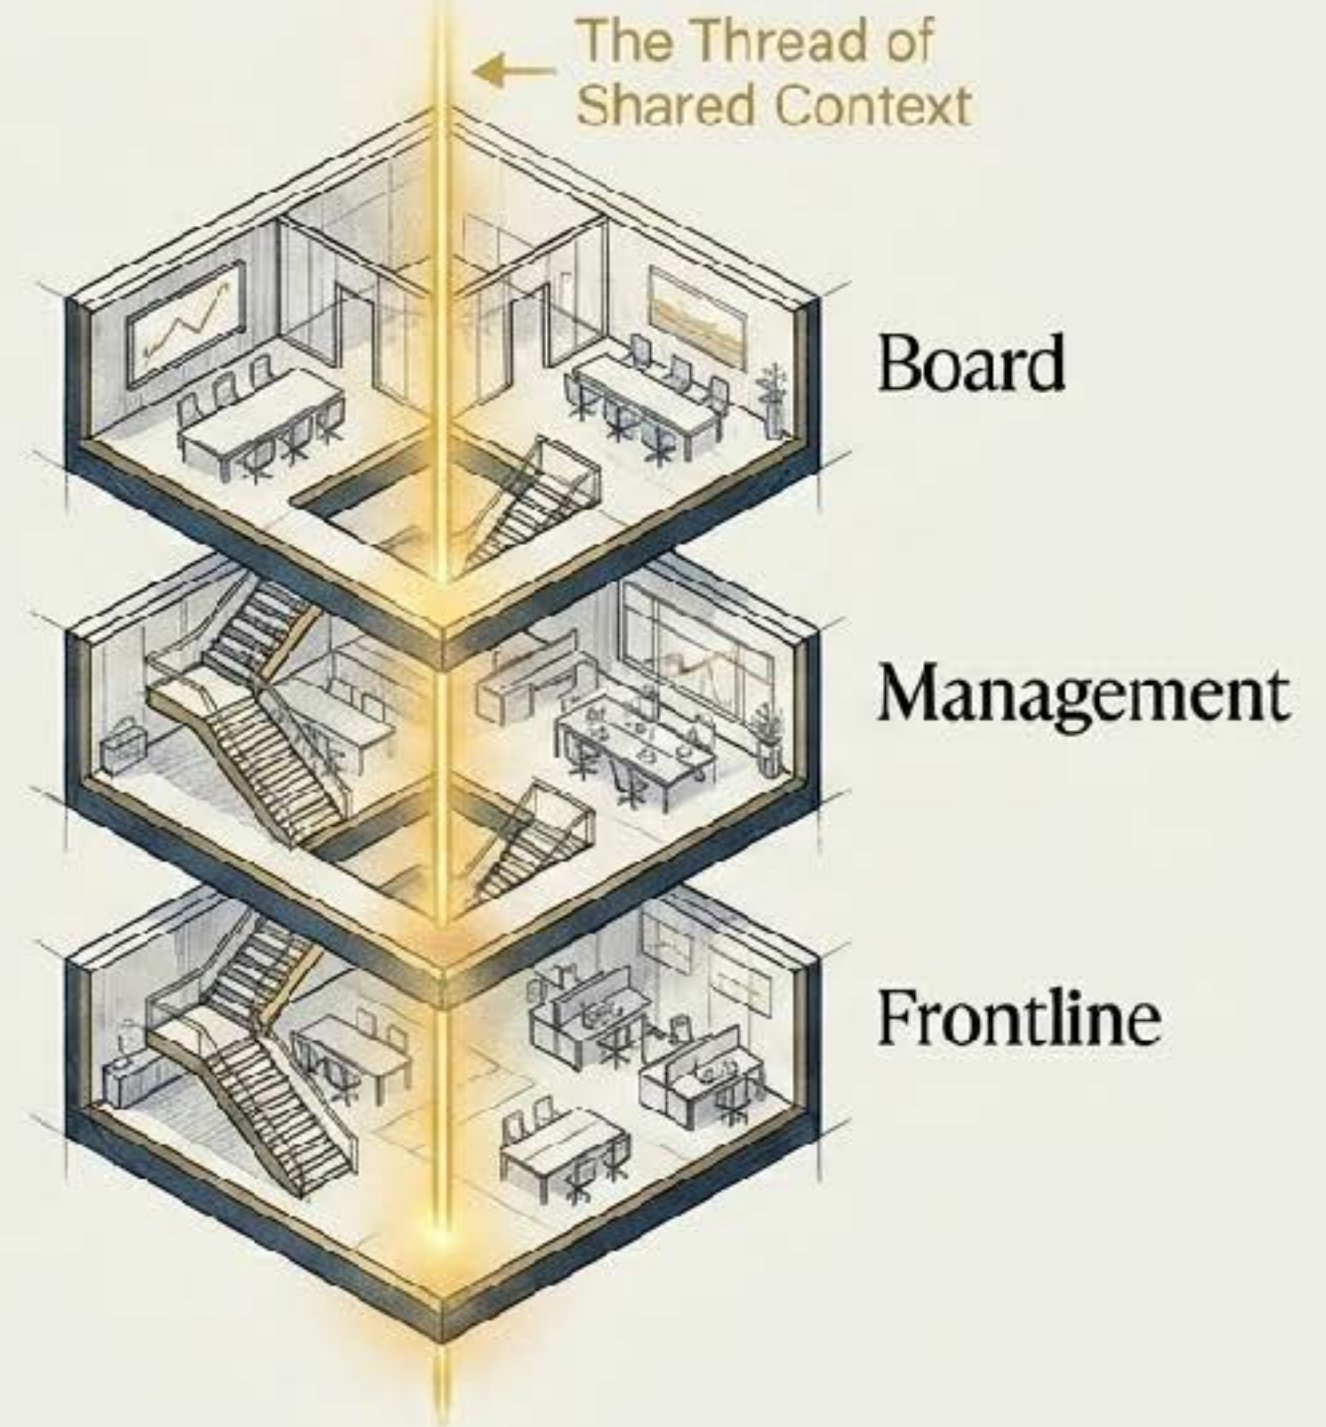 The Thread of
Shared Context
Board
Management
Frontline